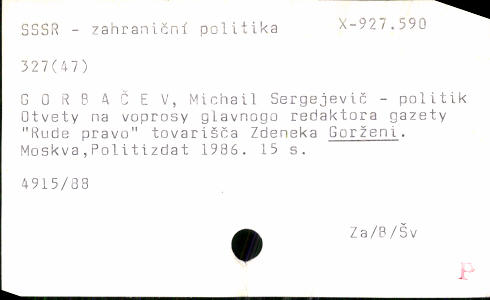 SSSR - zahraniční politika X-927.590
327(47)
G O R B A Č E V, Michail Sergejevič - politik
Otvety na voprosy glavnogo redaktora gazety
"Rude pravo" tovarišča Zdeneka Gorženi.
Moskva,Politizdat 1986. 15 s.
4915/88
Za/B/Šv
P